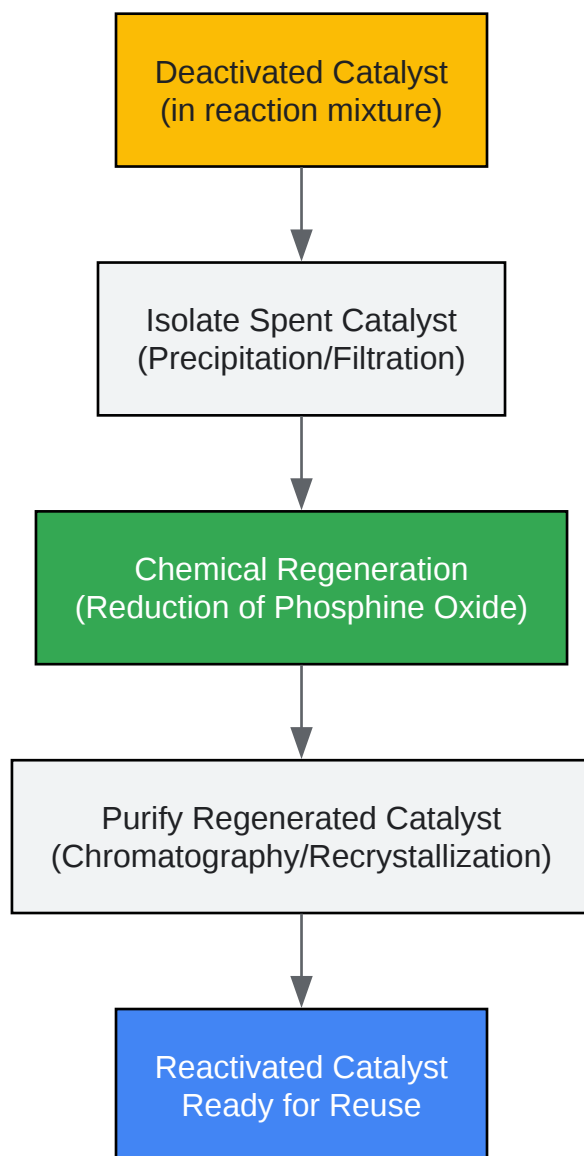 Deactivated Catalyst
(in reaction mixture)
Isolate Spent Catalyst
(Precipitation/Filtration)
Chemical Regeneration
(Reduction of Phosphine Oxide)
Purify Regenerated Catalyst
(Chromatography/Recrystallization)
Reactivated Catalyst
Ready for Reuse